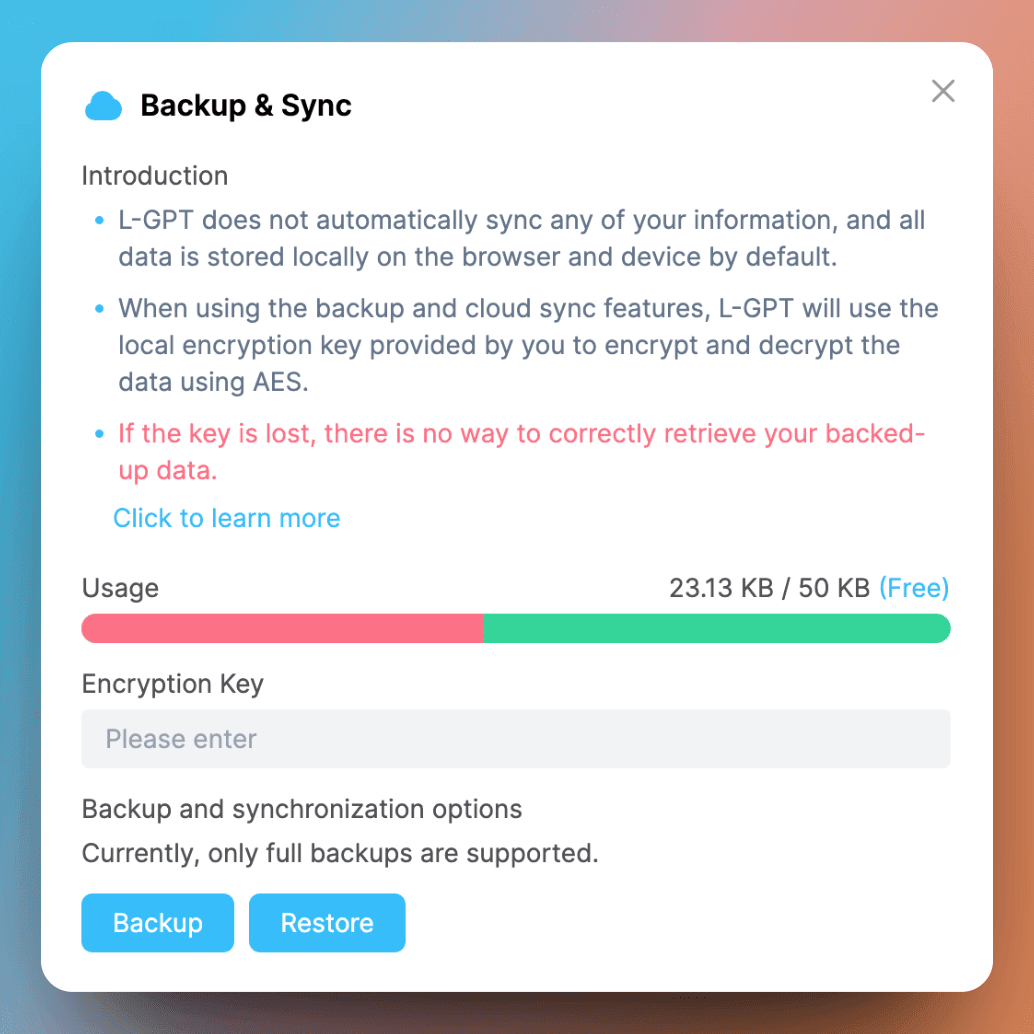 Backup & Sync
Introduction
L-GPT does not automatically sync any of your information, and all
data is stored locally on the browser and device by default.
When using the backup and cloud sync features, L-GPT will use the
local encryption key provided by you to encrypt and decrypt the
data using AES.
If the key is lost, there is no way to correctly retrieve your backed-
up data.
Click to learn more
Usage 23.13 KB / 50 KB (Free)
Encryption Key
Please enter
Backup and synchronization options
Currently, only full backups are supported.
Backup Restore